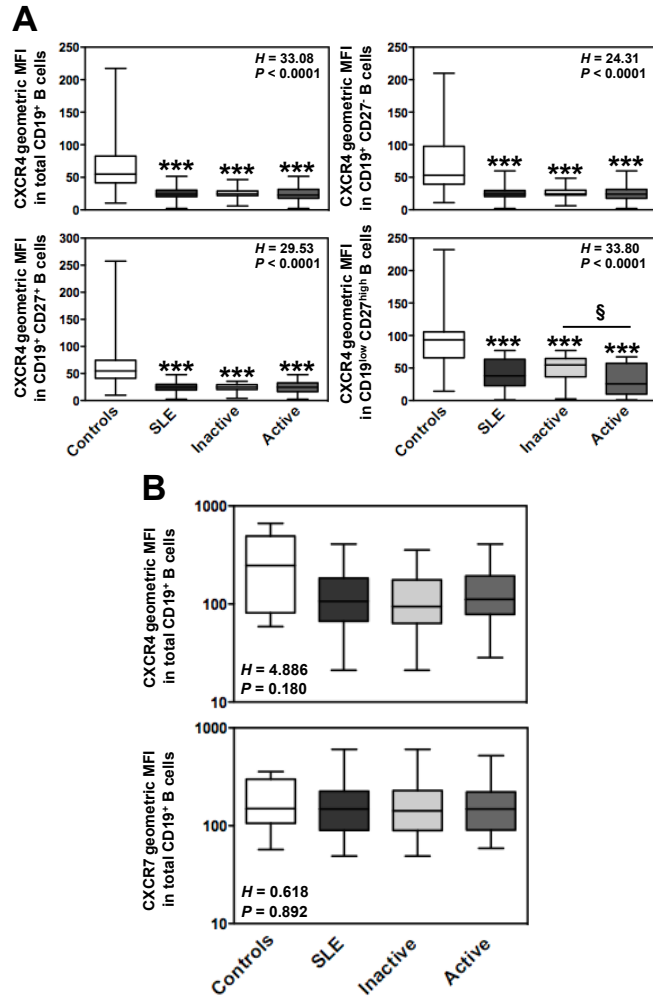 A
CXCR4 geometric MFI
in total CD19⁺ B cells
250
200
150
100
50
0
H = 33.08
P < 0.0001
*** *** ***
CXCR4 geometric MFI
in CD19⁺ CD27⁻ B cells
250
200
150
100
50
0
H = 24.31
P < 0.0001
*** *** ***
CXCR4 geometric MFI
in CD19⁺ CD27⁺ B cells
300
250
200
150
100
50
0
H = 29.53
P < 0.0001
*** *** ***
Controls
SLE
Inactive
Active
CXCR4 geometric MFI
in CD19ˡᵒʷ CD27ʰⁱᵍʰ B cells
250
200
150
100
50
0
H = 33.80
P < 0.0001
§
*** *** ***
Controls
SLE
Inactive
Active
B
CXCR4 geometric MFI
in total CD19⁺ B cells
1000
100
10
H = 4.886
P = 0.180
CXCR7 geometric MFI
in total CD19⁺ B cells
1000
100
10
H = 0.618
P = 0.892
Controls
SLE
Inactive
Active